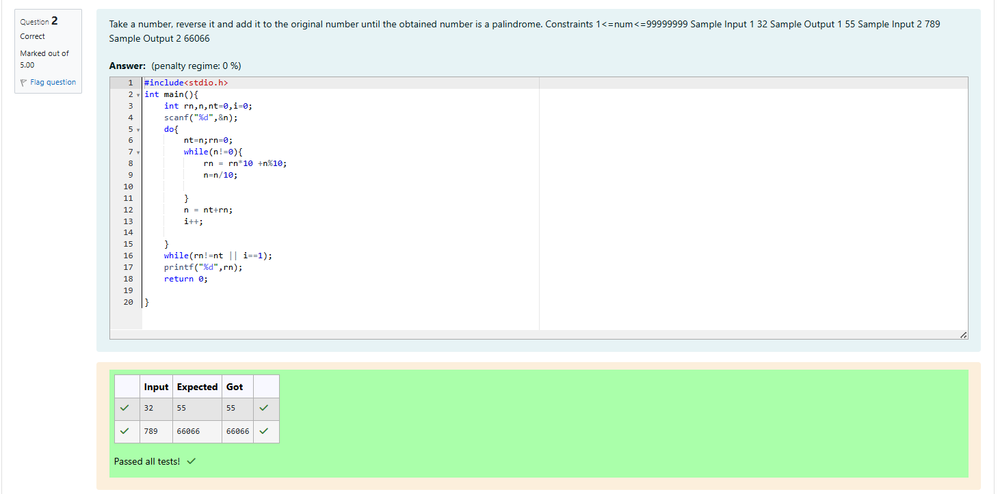 Question 2
Correct
Marked out of
5.00
Flag question
Take a number, reverse it and add it to the original number until the obtained number is a palindrome. Constraints 1<=num<=99999999 Sample Input 1 32 Sample Output 1 55 Sample Input 2 789
Sample Output 2 66066
Answer: (penalty regime: 0 %)
1 #include<stdio.h>
2 int main(){
3     int rn,n,nt=0,i=0;
4     scanf("%d",&n);
5     do{
6         nt=n;rn=0;
7         while(n!=0){
8             rn = rn*10 +n%10;
9             n=n/10;
10
11         }
12         n = nt+rn;
13         i++;
14
15     }
16     while(rn!=nt || i==1);
17     printf("%d",rn);
18     return 0;
19
20 }
Input Expected Got
32 55 55
789 66066 66066
Passed all tests!